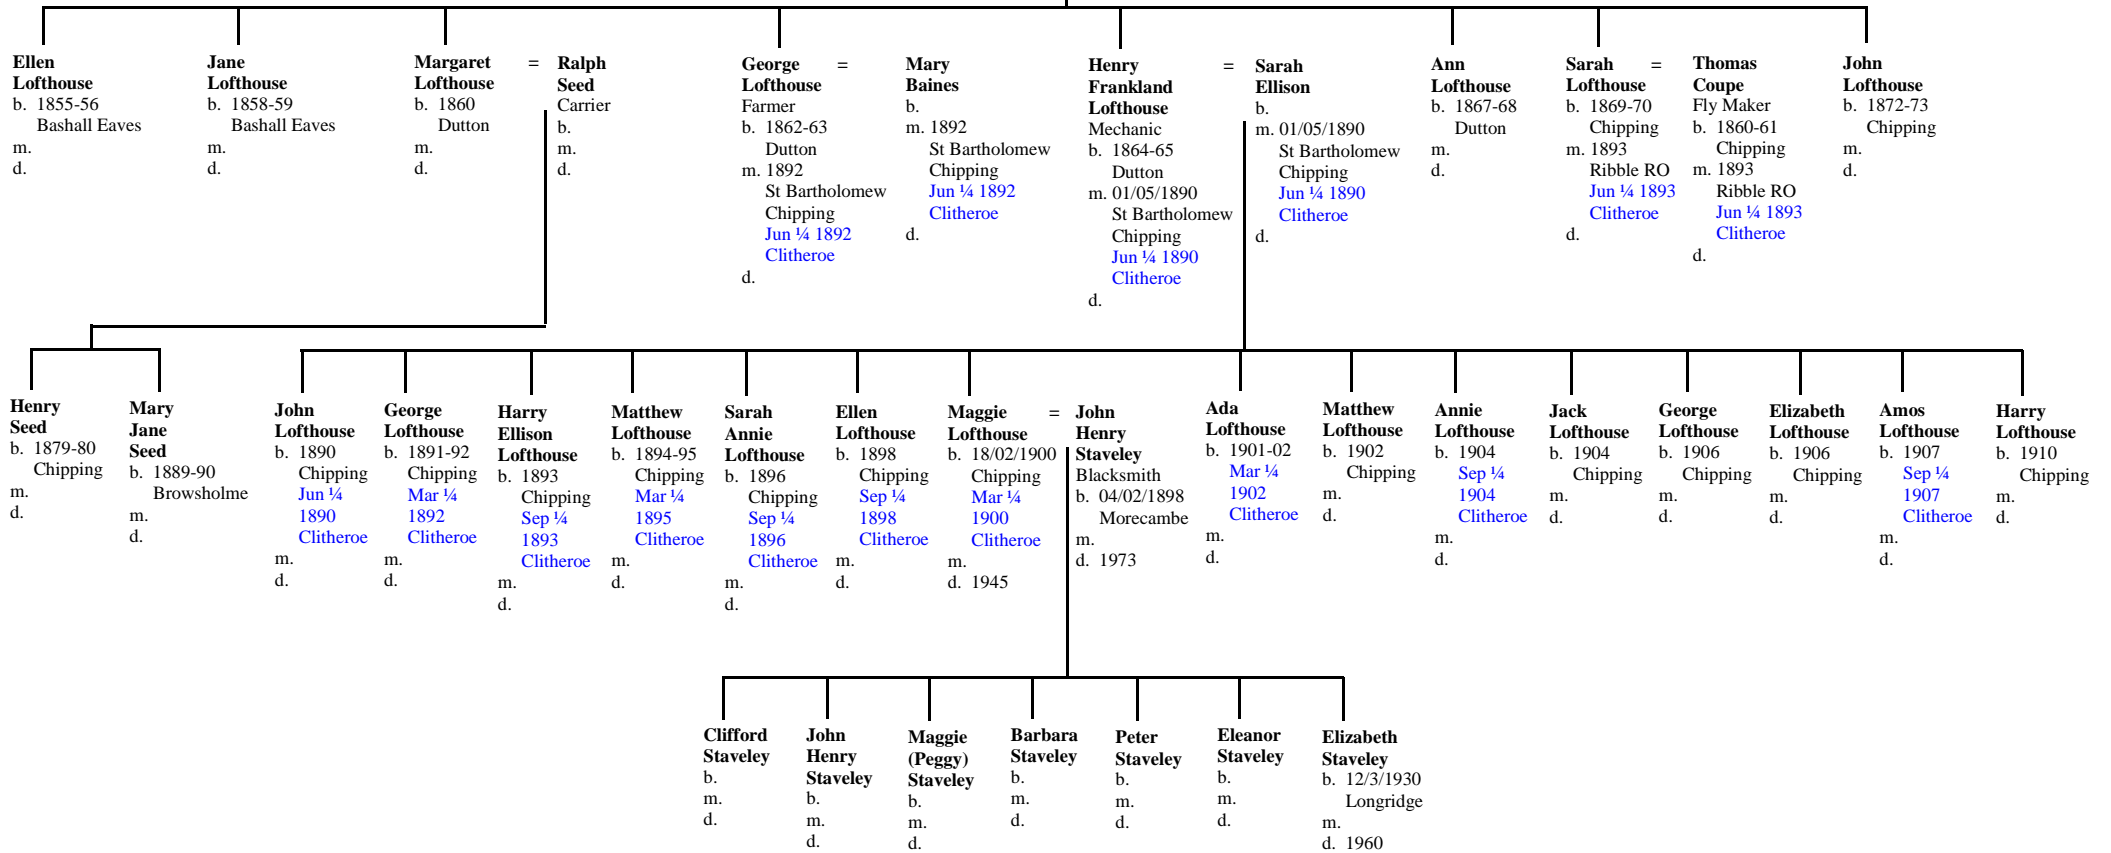 Ellen
Lofthouse
b. 1855-56
Bashall Eaves
m.
d.
Jane
Lofthouse
b. 1858-59
Bashall Eaves
m.
d.
Margaret
Lofthouse
b. 1860
Dutton
m.
d.
=
Ralph
Seed
Carrier
b.
m.
d.
George
Lofthouse
Farmer
b. 1862-63
Dutton
m. 1892
St Bartholomew
Chipping
Jun ¼ 1892
Clitheroe
d.
=
Mary
Baines
b.
m. 1892
St Bartholomew
Chipping
Jun ¼ 1892
Clitheroe
d.
Henry
Frankland
Lofthouse
Mechanic
b. 1864-65
Dutton
m. 01/05/1890
St Bartholomew
Chipping
Jun ¼ 1890
Clitheroe
d.
=
Sarah
Ellison
b.
m. 01/05/1890
St Bartholomew
Chipping
Jun ¼ 1890
Clitheroe
d.
Ann
Lofthouse
b. 1867-68
Dutton
m.
d.
Sarah
Lofthouse
b. 1869-70
Chipping
m. 1893
Ribble RO
Jun ¼ 1893
Clitheroe
d.
=
Thomas
Coupe
Fly Maker
b. 1860-61
Chipping
m. 1893
Ribble RO
Jun ¼ 1893
Clitheroe
d.
John
Lofthouse
b. 1872-73
Chipping
m.
d.
Henry
Seed
b. 1879-80
Chipping
m.
d.
Mary
Jane
Seed
b. 1889-90
Browsholme
m.
d.
John
Lofthouse
b. 1890
Chipping
Jun ¼
1890
Clitheroe
m.
d.
George
Lofthouse
b. 1891-92
Chipping
Mar ¼
1892
Clitheroe
m.
d.
Harry
Ellison
Lofthouse
b. 1893
Chipping
Sep ¼
1893
Clitheroe
m.
d.
Matthew
Lofthouse
b. 1894-95
Chipping
Mar ¼
1895
Clitheroe
m.
d.
Sarah
Annie
Lofthouse
b. 1896
Chipping
Sep ¼
1896
Clitheroe
m.
d.
Ellen
Lofthouse
b. 1898
Chipping
Sep ¼
1898
Clitheroe
m.
d.
Maggie
Lofthouse
b. 18/02/1900
Chipping
Mar ¼
1900
Clitheroe
m.
d. 1945
=
John
Henry
Staveley
Blacksmith
b. 04/02/1898
Morecambe
m.
d. 1973
Ada
Lofthouse
b. 1901-02
Mar ¼
1902
Clitheroe
m.
d.
Matthew
Lofthouse
b. 1902
Chipping
m.
d.
Annie
Lofthouse
b. 1904
Sep ¼
1904
Clitheroe
m.
d.
Jack
Lofthouse
b. 1904
Chipping
m.
d.
George
Lofthouse
b. 1906
Chipping
m.
d.
Elizabeth
Lofthouse
b. 1906
Chipping
m.
d.
Amos
Lofthouse
b. 1907
Sep ¼
1907
Clitheroe
m.
d.
Harry
Lofthouse
b. 1910
Chipping
m.
d.
Clifford
Staveley
b.
m.
d.
John
Henry
Staveley
b.
m.
d.
Maggie
(Peggy)
Staveley
b.
m.
d.
Barbara
Staveley
b.
m.
d.
Peter
Staveley
b.
m.
d.
Eleanor
Staveley
b.
m.
d.
Elizabeth
Staveley
b. 12/3/1930
Longridge
m.
d. 1960